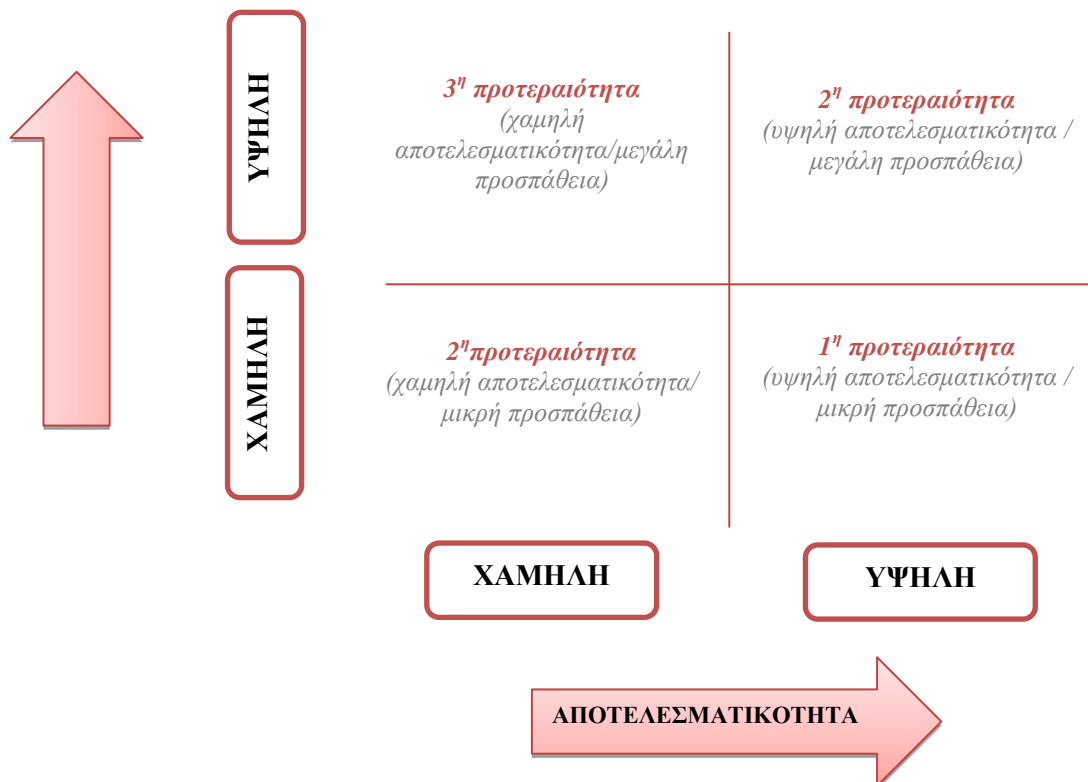 ΥΨΗΛΗ
3η προτεραιότητα
(χαμηλή
αποτελεσματικότητα/μεγάλη
προσπάθεια)
2η προτεραιότητα
(υψηλή αποτελεσματικότητα /
μεγάλη προσπάθεια)
ΧΑΜΗΛΗ
2ηπροτεραιότητα
(χαμηλή αποτελεσματικότητα/
μικρή προσπάθεια)
1η προτεραιότητα
(υψηλή αποτελεσματικότητα /
μικρή προσπάθεια)
ΧΑΜΗΛΗ
ΥΨΗΛΗ
ΑΠΟΤΕΛΕΣΜΑΤΙΚΟΤΗΤΑ